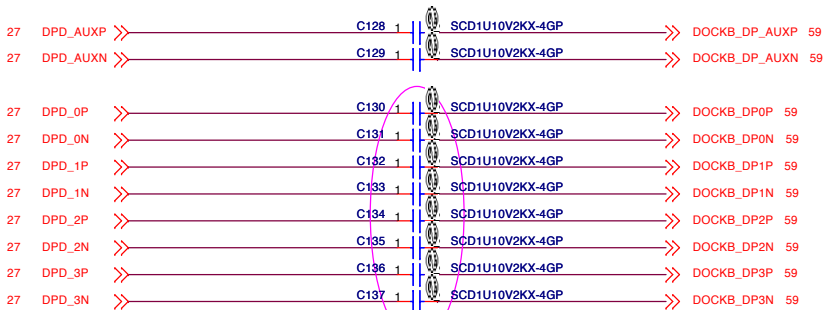 27 DPD_AUXP C128 1 SCD1U10V2KX-4GP DOCKB_DP_AUXP 59
27 DPD_AUXN C129 1 SCD1U10V2KX-4GP DOCKB_DP_AUXN 59
27 DPD_0P C130 1 SCD1U10V2KX-4GP DOCKB_DP0P 59
27 DPD_0N C131 1 SCD1U10V2KX-4GP DOCKB_DP0N 59
27 DPD_1P C132 1 SCD1U10V2KX-4GP DOCKB_DP1P 59
27 DPD_1N C133 1 SCD1U10V2KX-4GP DOCKB_DP1N 59
27 DPD_2P C134 1 SCD1U10V2KX-4GP DOCKB_DP2P 59
27 DPD_2N C135 1 SCD1U10V2KX-4GP DOCKB_DP2N 59
27 DPD_3P C136 1 SCD1U10V2KX-4GP DOCKB_DP3P 59
27 DPD_3N C137 1 SCD1U10V2KX-4GP DOCKB_DP3N 59